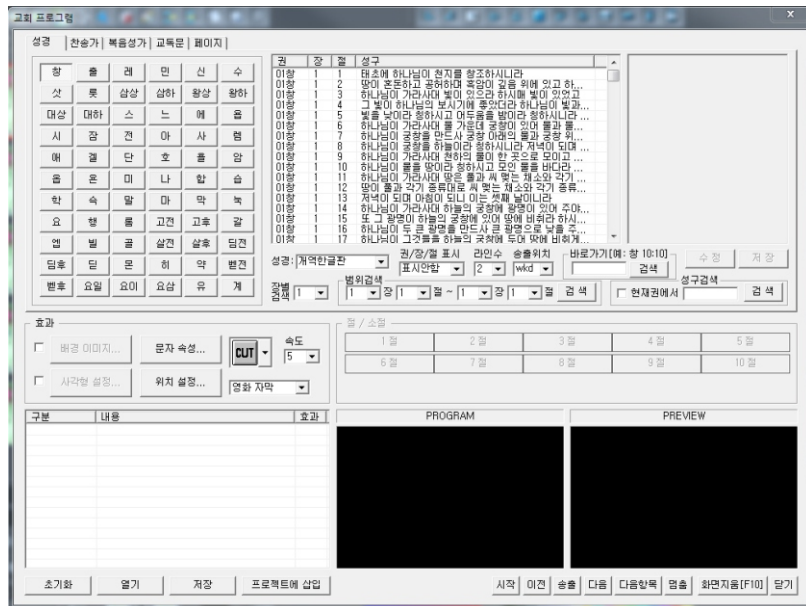 교회 프로그램
성경 찬송가 복음성가 교독문 페이지
창 출 레 민 신 수
삿 룻 삼상 삼하 왕상 왕하
대상 대하 스 느 에 욥
시 잠 전 아 사 렘
애 겔 단 호 욜 암
옵 욘 미 나 합 습
학 슥 말 마 막 눅
요 행 롬 고전 고후 갈
엡 빌 골 살전 살후 딤전
딤후 딛 몬 히 약 벧전
벧후 요일 요이 요삼 유 계
권 장 절 성구
01창 1 1 태초에 하나님이 천지를 창조하시니라
01창 1 2 땅이 혼돈하고 공허하며 흑암이 깊음 위에 있고 하...
01창 1 3 하나님이 가라사대 빛이 있으라 하시매 빛이 있었고
01창 1 4 그 빛이 하나님의 보시기에 좋았더라 하나님이 빛과...
01창 1 5 빛을 낮이라 칭하시고 어두움을 밤이라 칭하시니라 ...
01창 1 6 하나님이 가라사대 물 가운데 궁창이 있어 물과 물...
01창 1 7 하나님이 궁창을 만드사 궁창 아래의 물과 궁창 위...
01창 1 8 하나님이 궁창을 하늘이라 칭하시니라 저녁이 되며 ...
01창 1 9 하나님이 가라사대 천하의 물이 한 곳으로 모이고 ...
01창 1 10 하나님이 뭍을 땅이라 칭하시고 모인 물을 바다라 ...
01창 1 11 하나님이 가라사대 땅은 풀과 씨 맺는 채소와 각기 ...
01창 1 12 땅이 풀과 각기 종류대로 씨 맺는 채소와 각기 종류...
01창 1 13 저녁이 되며 아침이 되니 이는 셋째 날이니라
01창 1 14 하나님이 가라사대 하늘의 궁창에 광명이 있어 주야...
01창 1 15 또 그 광명이 하늘의 궁창에 있어 땅에 비취라 하시...
01창 1 16 하나님이 두 큰 광명을 만드사 큰 광명으로 낮을 주...
01창 1 17 하나님이 그것들을 하늘의 궁창에 두어 땅에 비취게...
성경: 개역한글판
권/장/절 표시 라인수 송출위치 바로가기[예: 창 10:10]
표시안함 2 wkd 검색 수 정 저 장
장별 검색 1
범위검색
1 장 1 절 ~ 1 장 1 절 검 색
성구검색
현재권에서 검 색
효과
배경 이미지... 문자 속성... CUT 속도 5
사각형 설정... 위치 설정... 영화 자막
절 / 소절
1 절 2 절 3 절 4 절 5 절
6 절 7 절 8 절 9 절 10 절
구분 내용 효과
PROGRAM PREVIEW
초기화 열기 저장 프로젝트에 삽입
시작 이전 송출 다음 다음항목 멈춤 화면지움[F10] 닫기